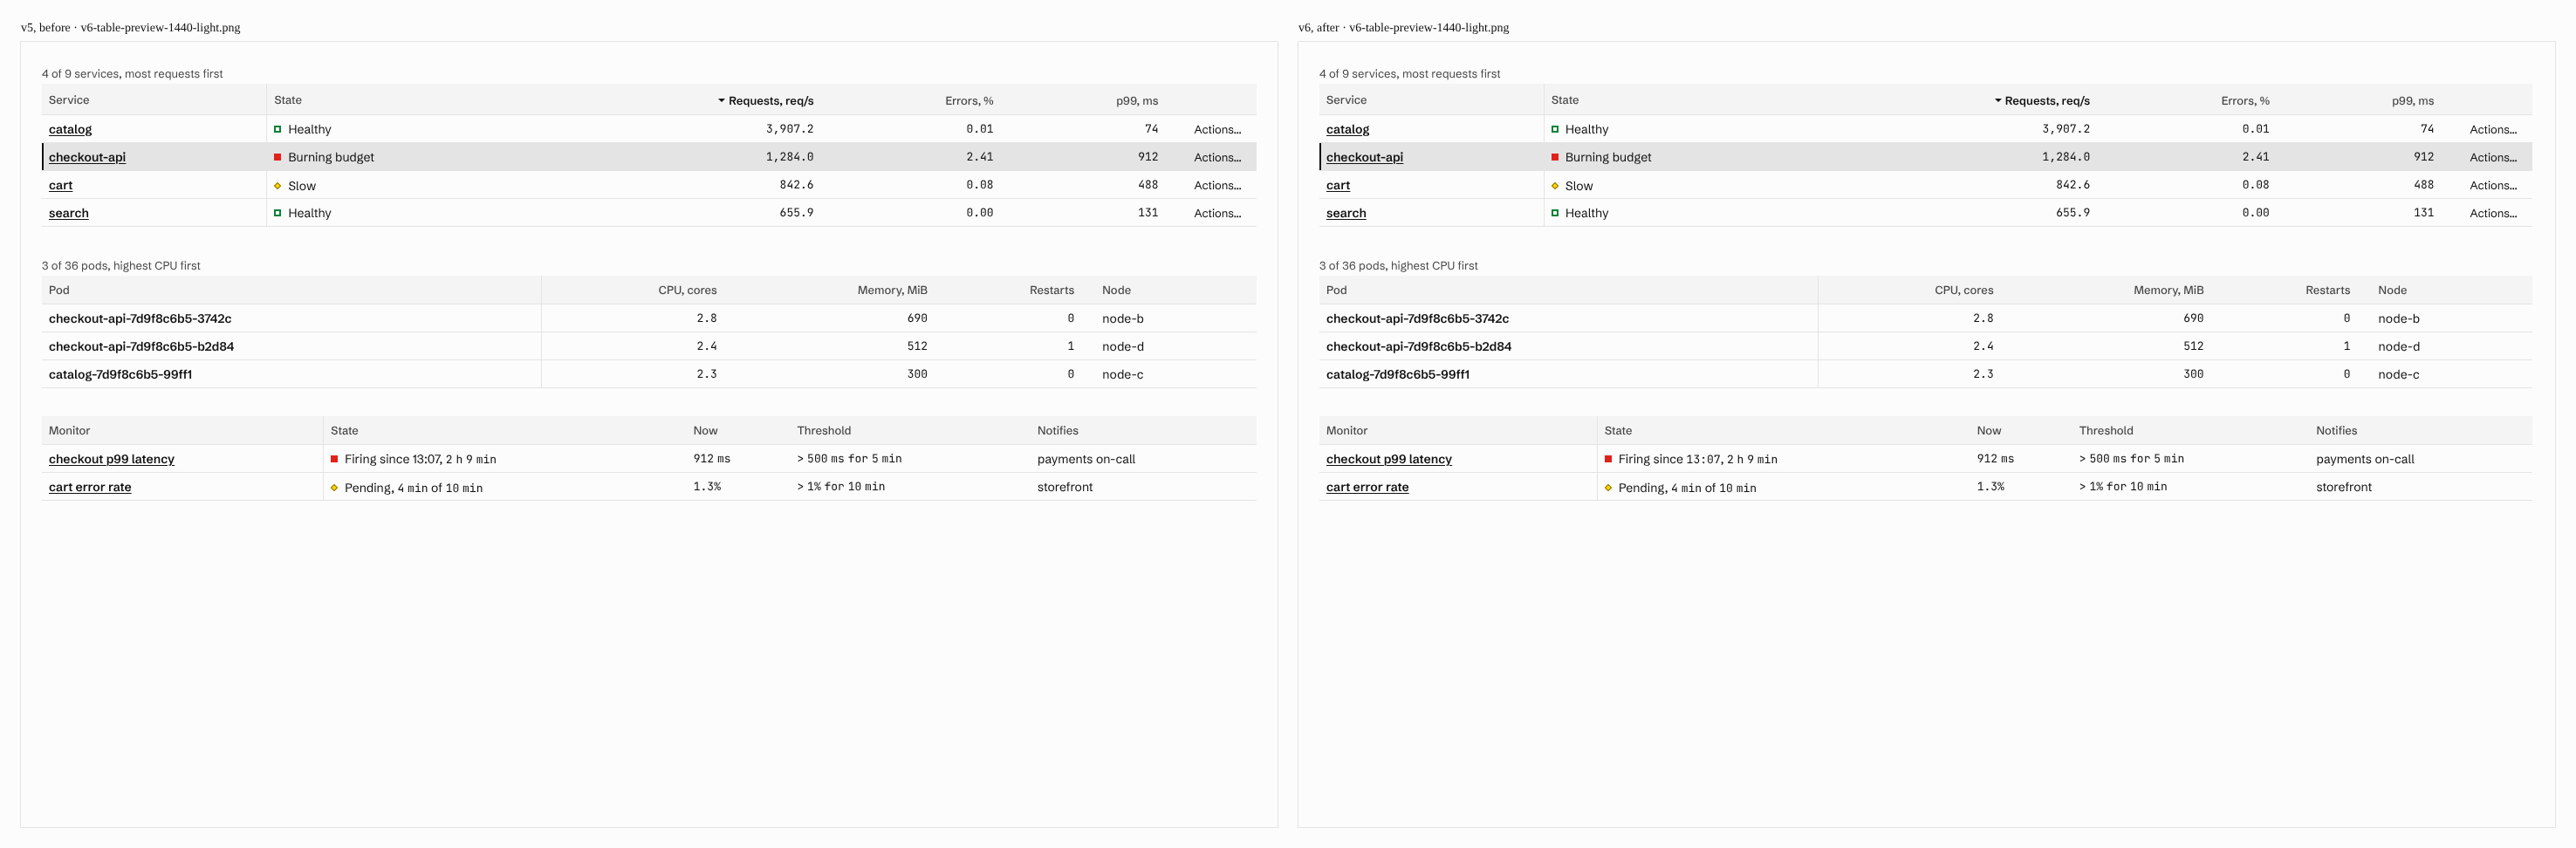 v5, before · v6-table-preview-1440-light.png
4 of 9 services, most requests first
Service State Requests, req/s Errors, % p99, ms
catalog Healthy 3,907.2 0.01 74 Actions...
checkout-api Burning budget 1,284.0 2.41 912 Actions...
cart Slow 842.6 0.08 488 Actions...
search Healthy 655.9 0.00 131 Actions...
3 of 36 pods, highest CPU first
Pod CPU, cores Memory, MiB Restarts Node
checkout-api-7d9f8c6b5-3742c 2.8 690 0 node-b
checkout-api-7d9f8c6b5-b2d84 2.4 512 1 node-d
catalog-7d9f8c6b5-99ff1 2.3 300 0 node-c
Monitor State Now Threshold Notifies
checkout p99 latency Firing since 13:07, 2 h 9 min 912 ms > 500 ms for 5 min payments on-call
cart error rate Pending, 4 min of 10 min 1.3% > 1% for 10 min storefront
v6, after · v6-table-preview-1440-light.png
4 of 9 services, most requests first
Service State Requests, req/s Errors, % p99, ms
catalog Healthy 3,907.2 0.01 74 Actions...
checkout-api Burning budget 1,284.0 2.41 912 Actions...
cart Slow 842.6 0.08 488 Actions...
search Healthy 655.9 0.00 131 Actions...
3 of 36 pods, highest CPU first
Pod CPU, cores Memory, MiB Restarts Node
checkout-api-7d9f8c6b5-3742c 2.8 690 0 node-b
checkout-api-7d9f8c6b5-b2d84 2.4 512 1 node-d
catalog-7d9f8c6b5-99ff1 2.3 300 0 node-c
Monitor State Now Threshold Notifies
checkout p99 latency Firing since 13:07, 2 h 9 min 912 ms > 500 ms for 5 min payments on-call
cart error rate Pending, 4 min of 10 min 1.3% > 1% for 10 min storefront